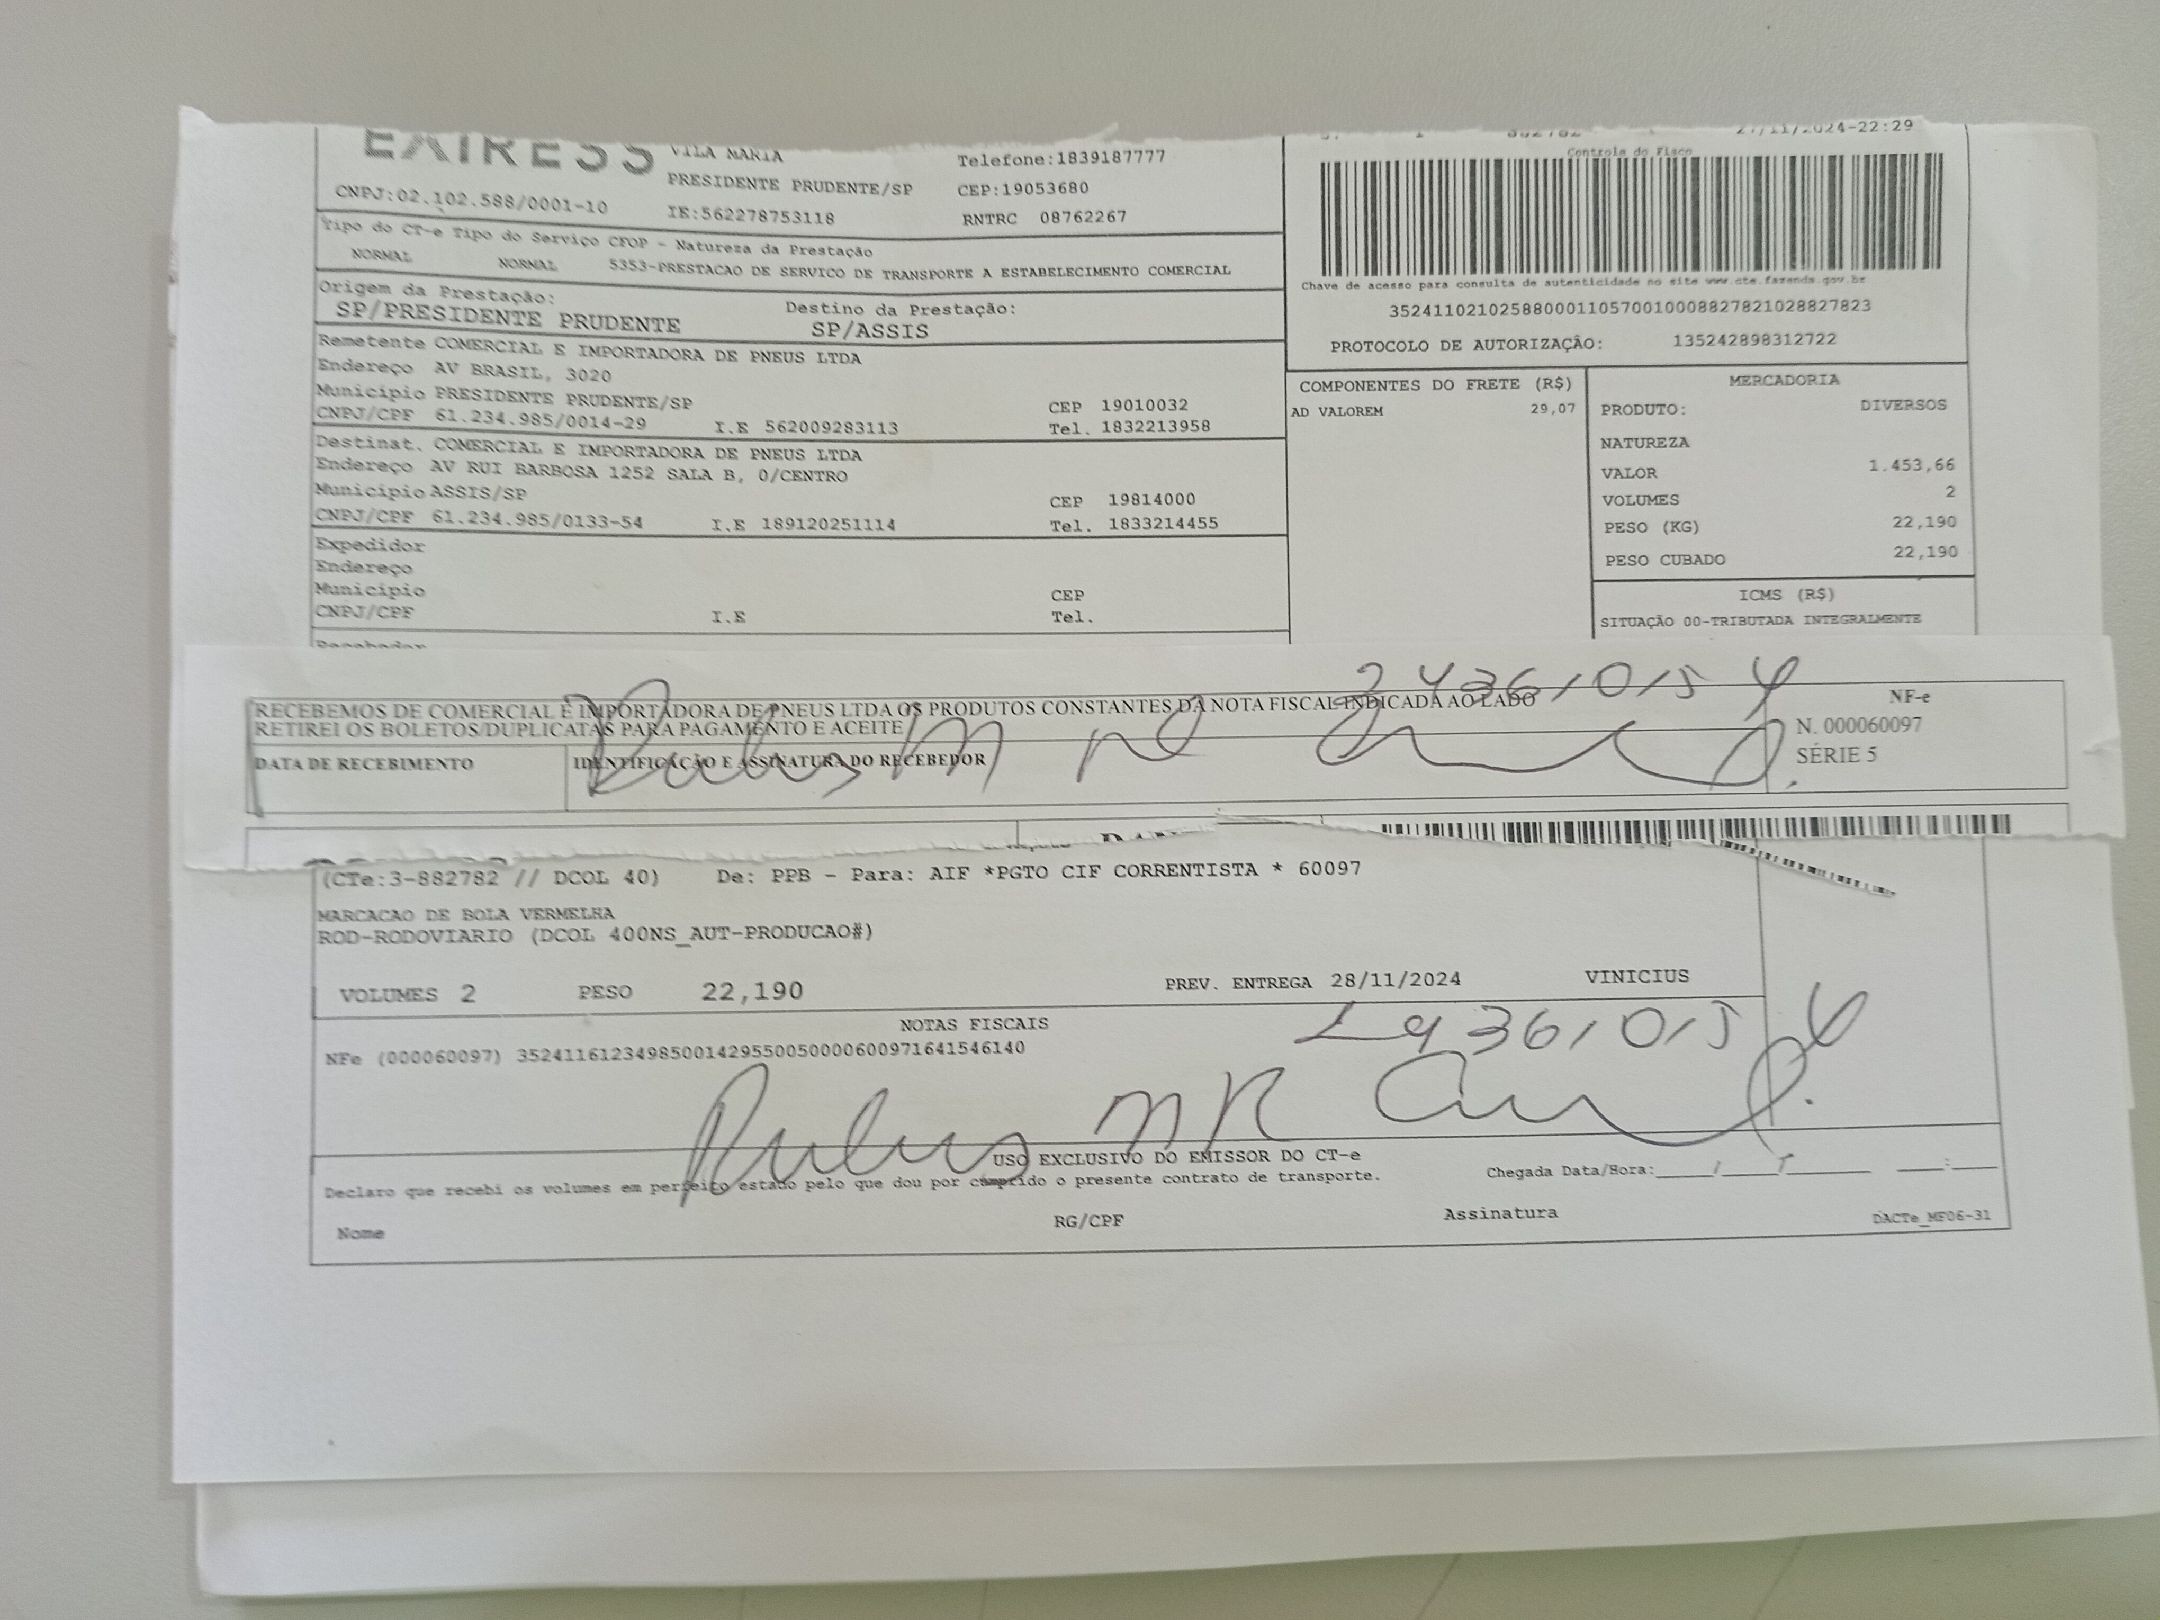 EXPRESS
VILA MARIA
Telefone:1839187777
PRESIDENTE PRUDENTE/SP
CEP:19053680
CNPJ:02.102.588/0001-10
IE:562278753118
RNTRC 08762267
27/11/2024-22:29
Controle do Fisco
Tipo do CT-e Tipo do Serviço CFOP - Natureza da Prestação
NORMAL NORMAL 5353-PRESTACAO DE SERVICO DE TRANSPORTE A ESTABELECIMENTO COMERCIAL
Chave de acesso para consulta de autenticidade no site www.cte.fazenda.gov.br
35241102102588000110570010008827821028827823
PROTOCOLO DE AUTORIZAÇÃO: 135242898312722
Origem da Prestação:
SP/PRESIDENTE PRUDENTE
Destino da Prestação:
SP/ASSIS
Remetente COMERCIAL E IMPORTADORA DE PNEUS LTDA
Endereço AV BRASIL, 3020
Município PRESIDENTE PRUDENTE/SP CEP 19010032
CNPJ/CPF 61.234.985/0014-29 I.E 562009283113 Tel. 1832213958
Destinat. COMERCIAL E IMPORTADORA DE PNEUS LTDA
Endereço AV RUI BARBOSA 1252 SALA B, 0/CENTRO
Município ASSIS/SP CEP 19814000
CNPJ/CPF 61.234.985/0133-54 I.E 189120251114 Tel. 1833214455
Expedidor
Endereço
Município CEP
CNPJ/CPF I.E Tel.
Recebedor
COMPONENTES DO FRETE (R$)
AD VALOREM 29,07
MERCADORIA
PRODUTO: DIVERSOS
NATUREZA
VALOR 1.453,66
VOLUMES 2
PESO (KG) 22,190
PESO CUBADO 22,190
ICMS (R$)
SITUAÇÃO 00-TRIBUTADA INTEGRALMENTE
RECEBEMOS DE COMERCIAL E IMPORTADORA DE PNEUS LTDA OS PRODUTOS CONSTANTES DA NOTA FISCAL INDICADA AO LADO
RETIREI OS BOLETOS/DUPLICATAS PARA PAGAMENTO E ACEITE
DATA DE RECEBIMENTO
IDENTIFICAÇÃO E ASSINATURA DO RECEBEDOR
NF-e
N. 000060097
SÉRIE 5
(CTe:3-882782 // DCOL 40) De: PPB - Para: AIF *PGTO CIF CORRENTISTA * 60097
MARCACAO DE BOLA VERMELHA
ROD-RODOVIARIO (DCOL 400NS_AUT-PRODUCAO#)
VOLUMES 2 PESO 22,190 PREV. ENTREGA 28/11/2024 VINICIUS
NOTAS FISCAIS
NFe (000060097) 35241161234985001429550050000600971641546140
USO EXCLUSIVO DO EMISSOR DO CT-e
Declaro que recebi os volumes em perfeito estado pelo que dou por cumprido o presente contrato de transporte.
Chegada Data/Hora:_____/_____/________ ____:____
Nome RG/CPF Assinatura
DACTe_MF06-31